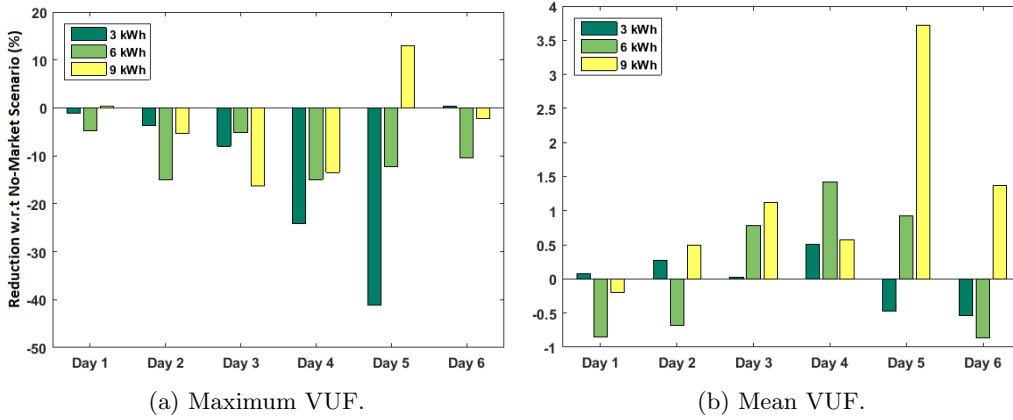 Reduction w.r.t No-Market Scenario (%)
20
10
0
-10
-20
-30
-40
-50
3 kWh
6 kWh
9 kWh
Day 1 Day 2 Day 3 Day 4 Day 5 Day 6
(a) Maximum VUF.
4
3.5
3
2.5
2
1.5
1
0.5
0
-0.5
-1
3 kWh
6 kWh
9 kWh
Day 1 Day 2 Day 3 Day 4 Day 5 Day 6
(b) Mean VUF.